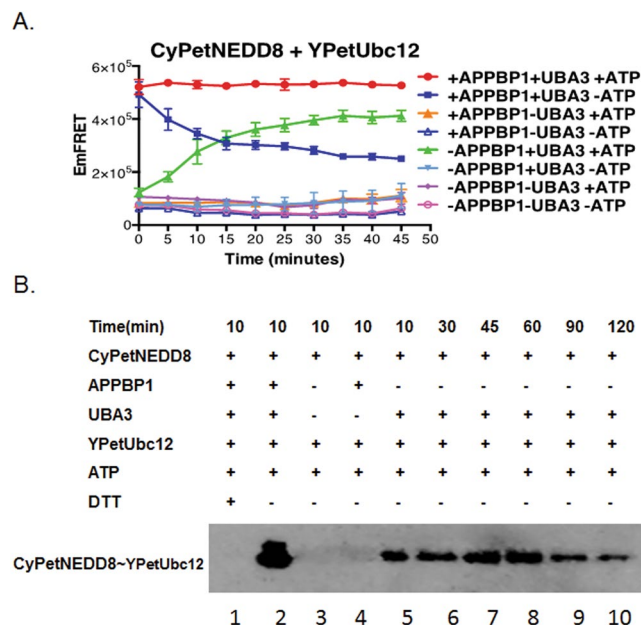 A.
CyPetNEDD8 + YPetUbc12
EmFRET
6×10⁵
4×10⁵
2×10⁵
0
0 5 10 15 20 25 30 35 40 45 50
Time (minutes)
+APPBP1+UBA3 +ATP
+APPBP1+UBA3 -ATP
+APPBP1-UBA3 +ATP
+APPBP1-UBA3 -ATP
-APPBP1+UBA3 +ATP
-APPBP1+UBA3 -ATP
-APPBP1-UBA3 +ATP
-APPBP1-UBA3 -ATP
B.
Time(min) 10 10 10 10 10 30 45 60 90 120
CyPetNEDD8 + + + + + + + + + +
APPBP1 + + - + - - - - - -
UBA3 + + - - + + + + + +
YPetUbc12 + + + + + + + + + +
ATP + + + + + + + + + +
DTT + - - - - - - - - -
CyPetNEDD8~YPetUbc12
1 2 3 4 5 6 7 8 9 10